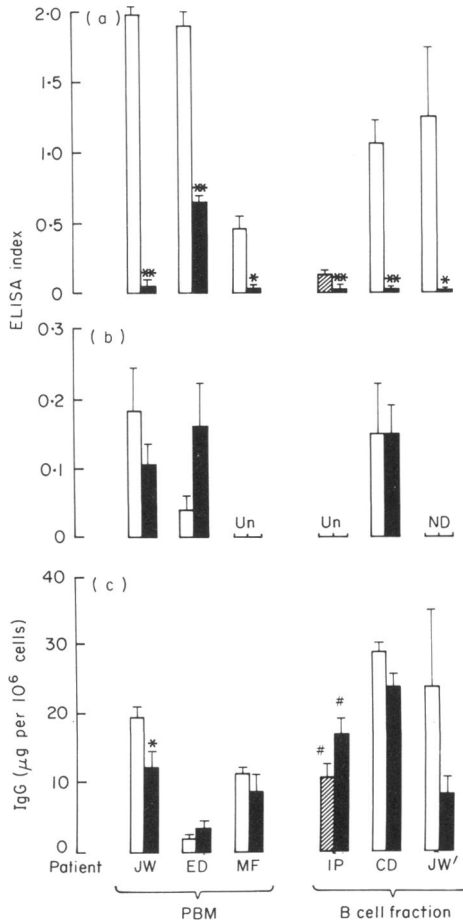 (a)
2·0
1·5
1·0
0·5
0
** ** * ** ** *
ELISA index
(b)
0·3
0·2
0·1
0
Un Un ND
(c)
40
30
20
10
0
* # #
IgG (μg per 10⁶ cells)
Patient JW ED MF IP CD JW′
PBM B cell fraction